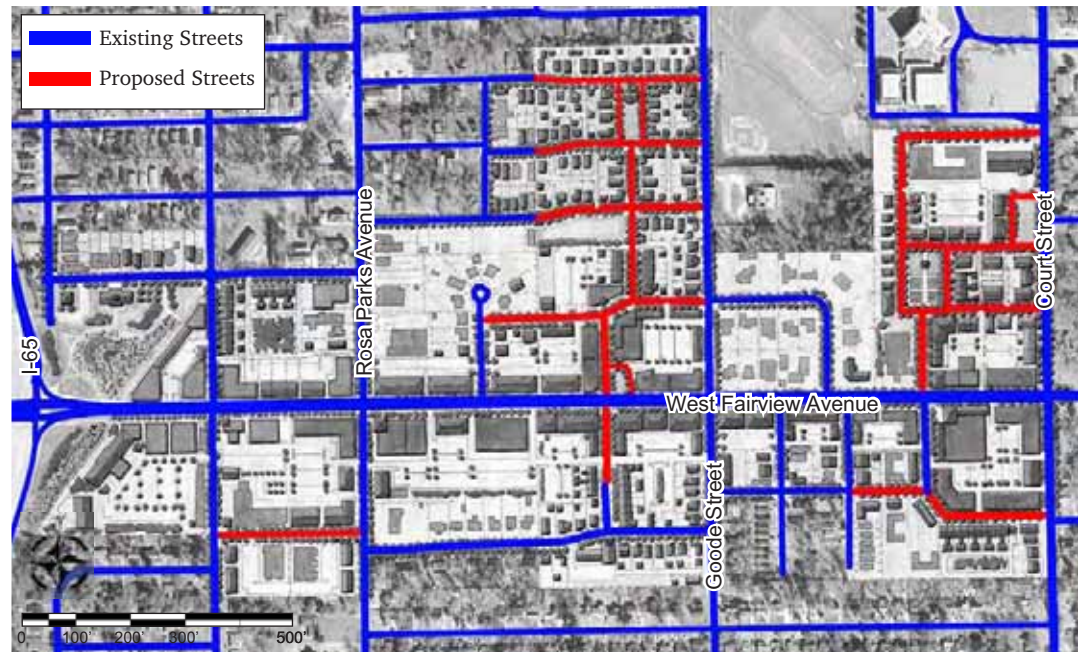 Existing Streets
Proposed Streets
Rosa Parks Avenue
Court Street
I-65
West Fairview Avenue
Goode Street
0 100' 200' 300' 500'